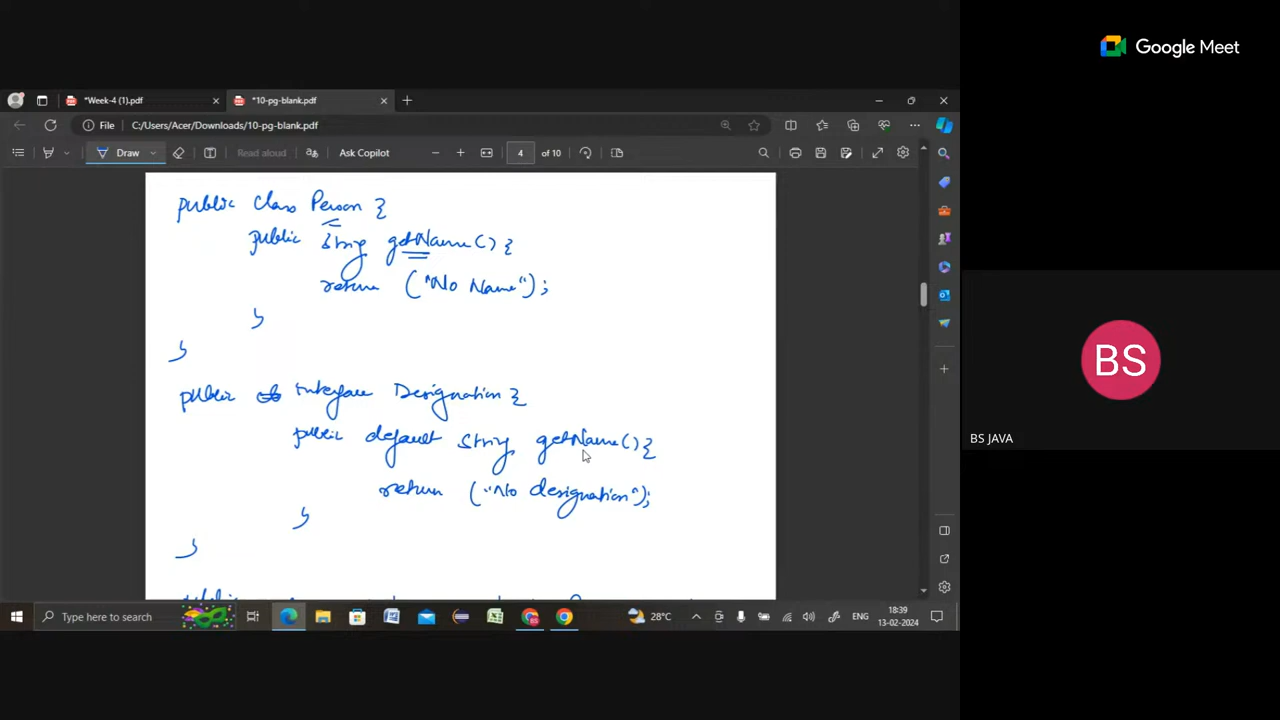 Google Meet
*Week-4 (1).pdf
*10-pg-blank.pdf
File C:/Users/Acer/Downloads/10-pg-blank.pdf
Draw Read aloud Ask Copilot 4 of 10
public class Person {
public String getName() {
return ("No Name");
}
}
public interface Designation {
public default String getName() {
return ("No designation");
}
}
public
BS
BS JAVA
Type here to search
28°C
ENG
18:39
13-02-2024